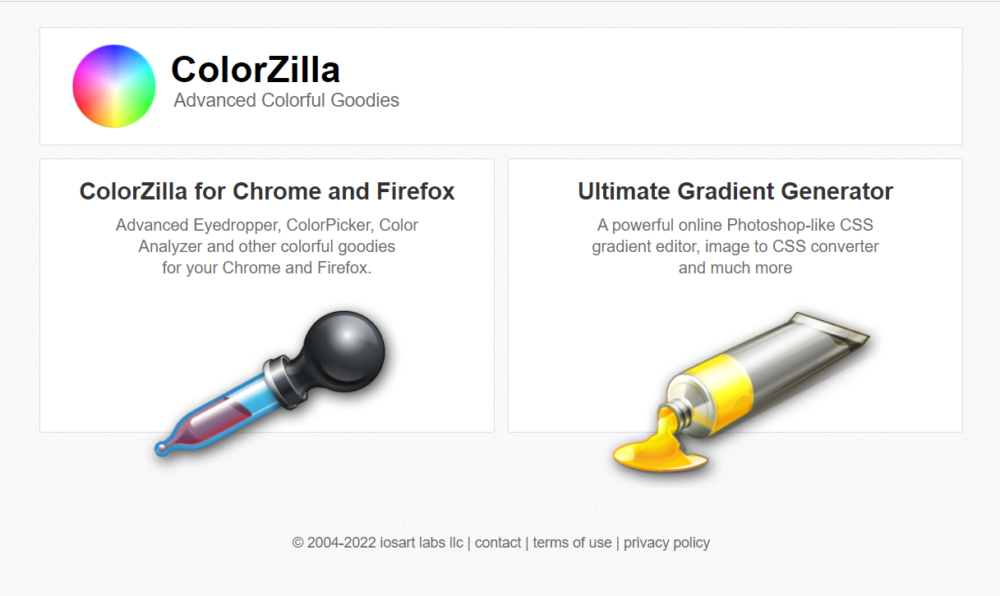 ColorZilla
Advanced Colorful Goodies
ColorZilla for Chrome and Firefox
Advanced Eyedropper, ColorPicker, Color
Analyzer and other colorful goodies
for your Chrome and Firefox.
Ultimate Gradient Generator
A powerful online Photoshop-like CSS
gradient editor, image to CSS converter
and much more
© 2004-2022 iosart labs llc | contact | terms of use | privacy policy